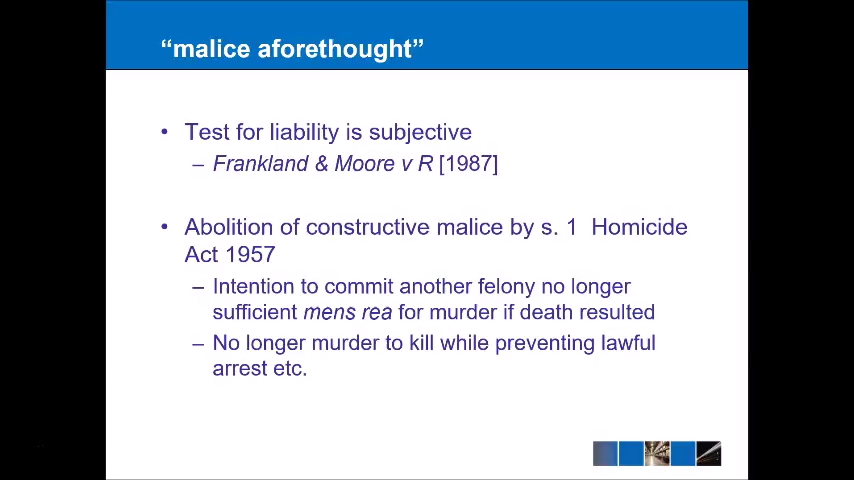 “malice aforethought”
• Test for liability is subjective
– Frankland & Moore v R [1987]
• Abolition of constructive malice by s. 1 Homicide
Act 1957
– Intention to commit another felony no longer
sufficient mens rea for murder if death resulted
– No longer murder to kill while preventing lawful
arrest etc.